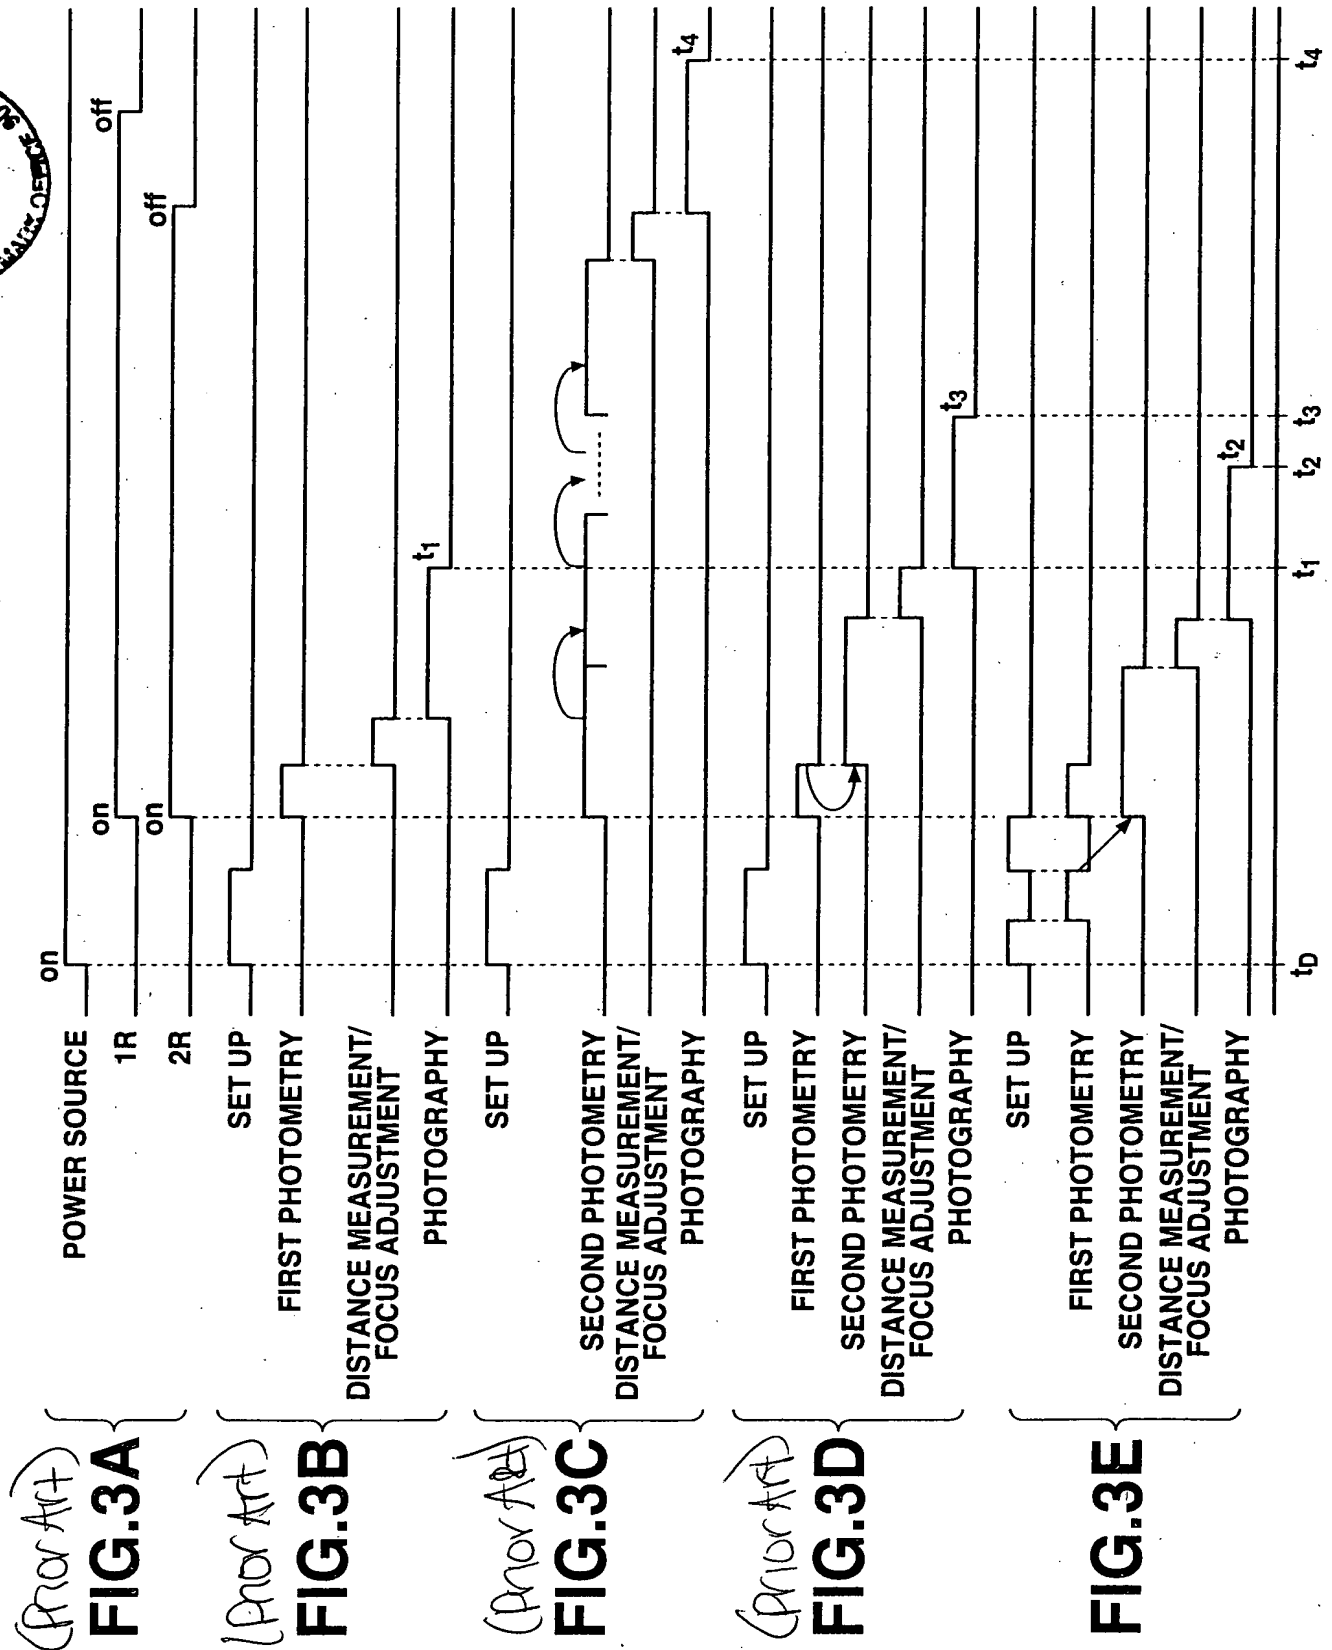 (Prior Art)
FIG.3A
POWER SOURCE
on
1R
on
off
2R
on
off
(Prior Art)
FIG.3B
SET UP
FIRST PHOTOMETRY
DISTANCE MEASUREMENT/
FOCUS ADJUSTMENT
PHOTOGRAPHY
t1
(Prior Art)
FIG.3C
SET UP
SECOND PHOTOMETRY
DISTANCE MEASUREMENT/
FOCUS ADJUSTMENT
PHOTOGRAPHY
t4
(Prior Art)
FIG.3D
SET UP
FIRST PHOTOMETRY
SECOND PHOTOMETRY
DISTANCE MEASUREMENT/
FOCUS ADJUSTMENT
PHOTOGRAPHY
t3
FIG.3E
SET UP
FIRST PHOTOMETRY
SECOND PHOTOMETRY
DISTANCE MEASUREMENT/
FOCUS ADJUSTMENT
PHOTOGRAPHY
t2
tD
t1
t2
t3
t4
OFFICE